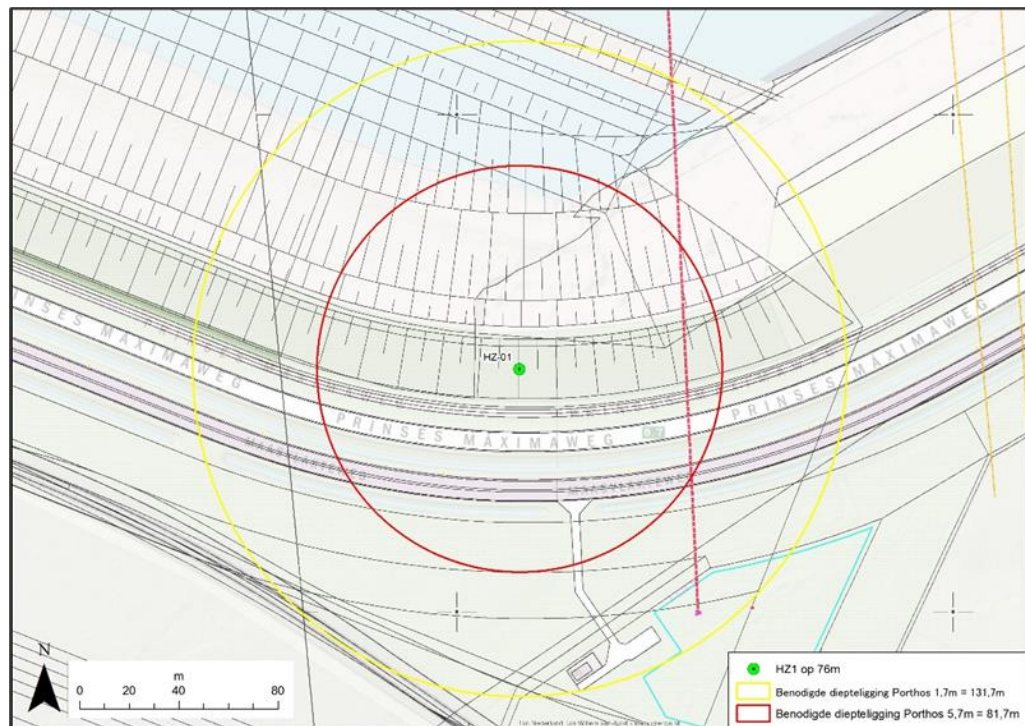 HZ-01
PRINSES MAXIMAWEG
PRINSES MAXIMAWEG
PRINSES MAXIMAWEG
N
m
0 20 40 80
HZ1 op 76m
Benodigde diepteligging Porthos 1,7m = 131,7m
Benodigde diepteligging Porthos 5,7m = 81,7m